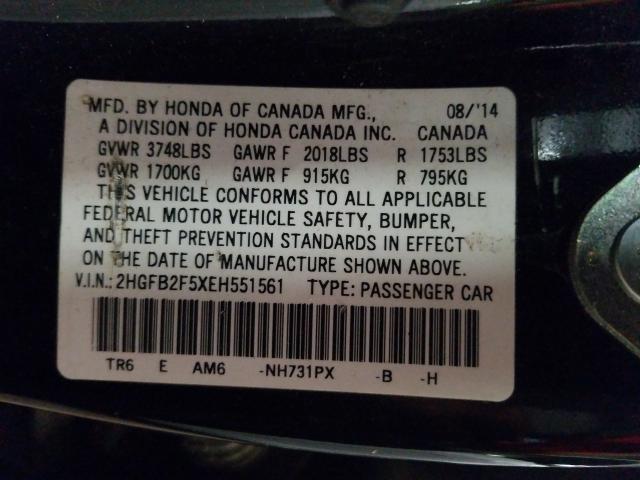 MFD. BY HONDA OF CANADA MFG., 08/'14
A DIVISION OF HONDA CANADA INC. CANADA
GVWR 3748LBS GAWR F 2018LBS R 1753LBS
GVWR 1700KG GAWR F 915KG R 795KG
THIS VEHICLE CONFORMS TO ALL APPLICABLE
FEDERAL MOTOR VEHICLE SAFETY, BUMPER,
AND THEFT PREVENTION STANDARDS IN EFFECT
ON THE DATE OF MANUFACTURE SHOWN ABOVE.
V.I.N.: 2HGFB2F5XEH551561 TYPE: PASSENGER CAR
TR6 E AM6 -NH731PX -B -H